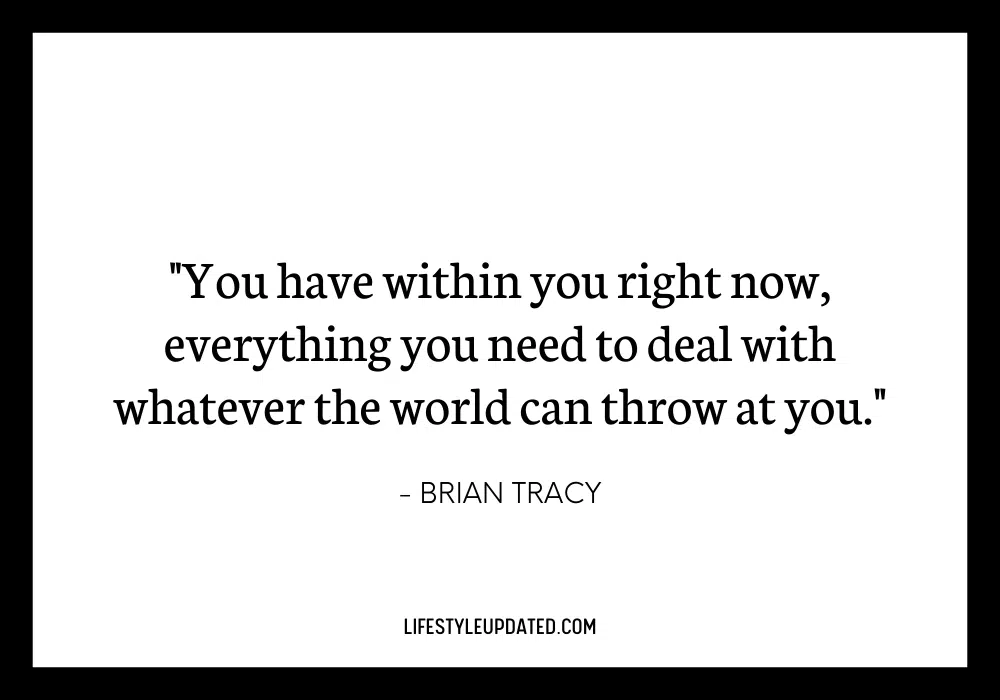 "You have within you right now,
everything you need to deal with
whatever the world can throw at you."
- BRIAN TRACY
LIFESTYLEUPDATED.COM